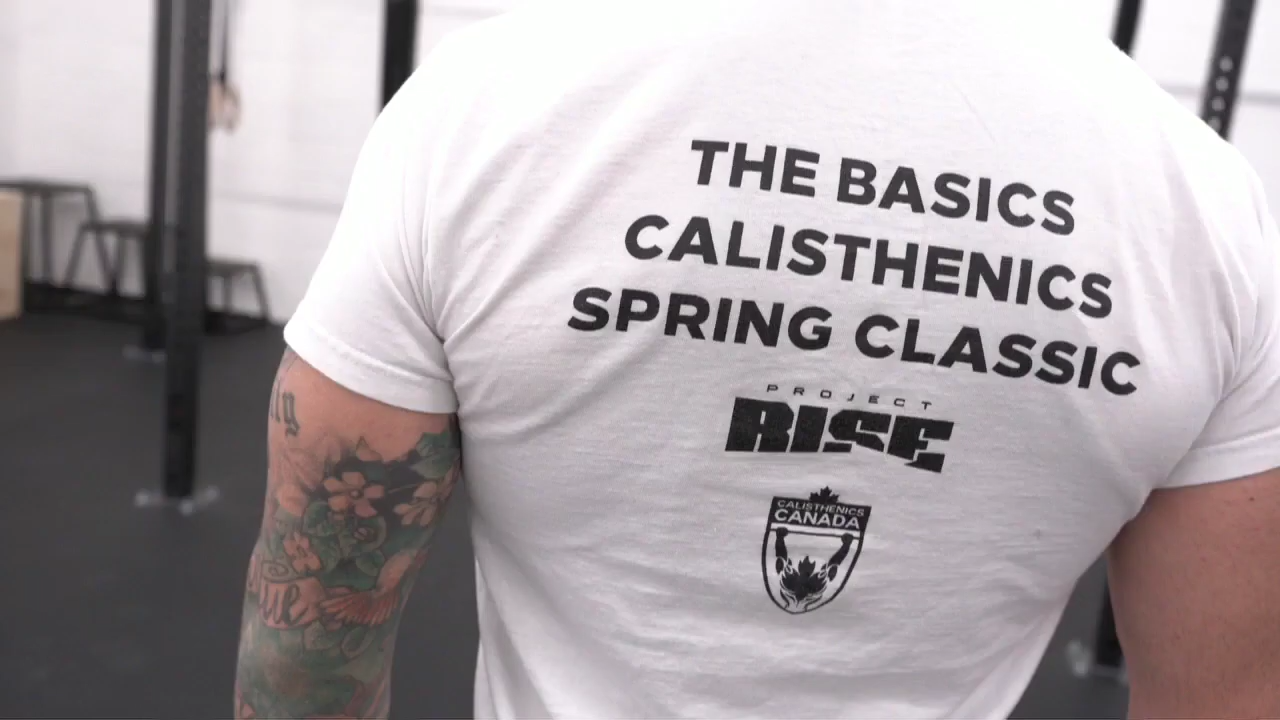 THE BASICS
CALISTHENICS
SPRING CLASSIC
PROJECT
RISE
CALISTHENICS
CANADA